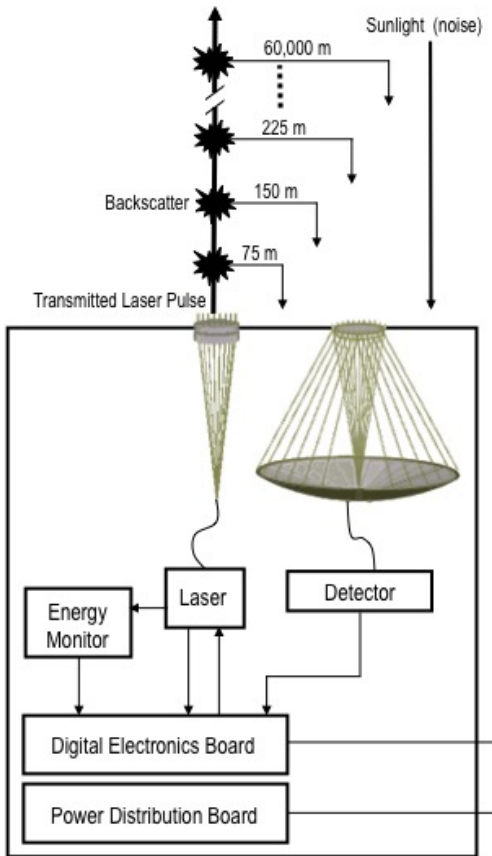 60,000 m
Sunlight (noise)
225 m
Backscatter
150 m
75 m
Transmitted Laser Pulse
Laser
Detector
Energy
Monitor
Digital Electronics Board
Power Distribution Board